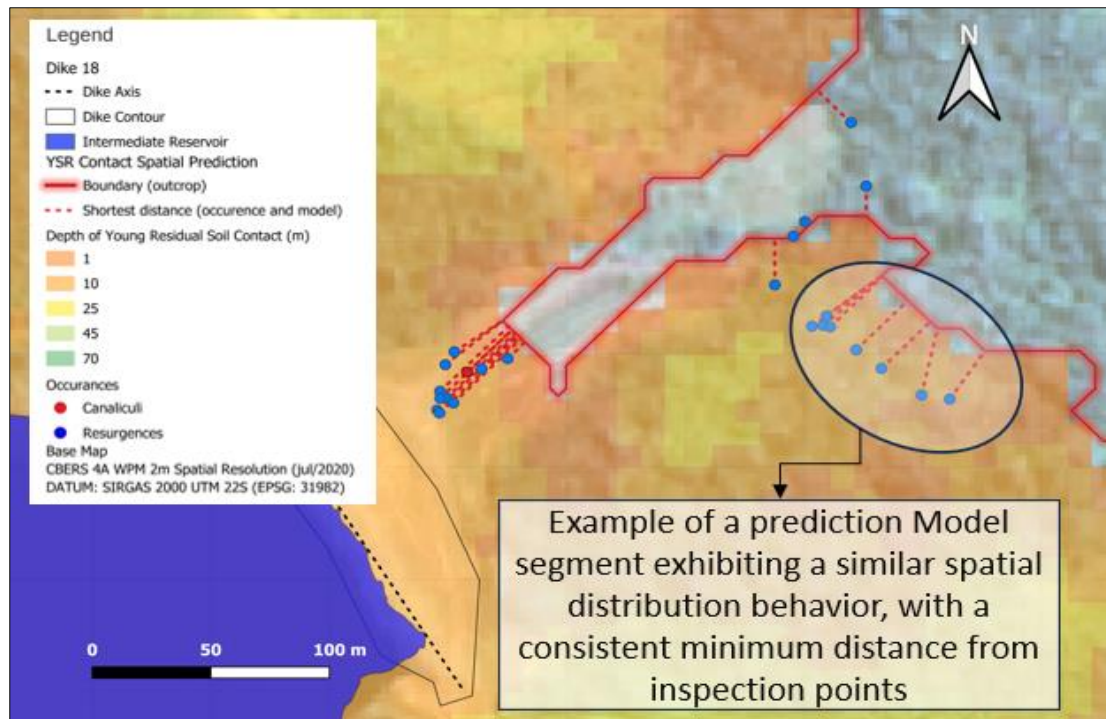 Legend
Dike 18
Dike Axis
Dike Contour
Intermediate Reservoir
YSR Contact Spatial Prediction
Boundary (outcrop)
Shortest distance (occurence and model)
Depth of Young Residual Soil Contact (m)
1
10
25
45
70
Occurances
Canaliculi
Resurgences
Base Map
CBERS 4A WPM 2m Spatial Resolution (jul/2020)
DATUM: SIRGAS 2000 UTM 22S (EPSG: 31982)
N
Example of a prediction Model
segment exhibiting a similar spatial
distribution behavior, with a
consistent minimum distance from
inspection points
0 50 100 m